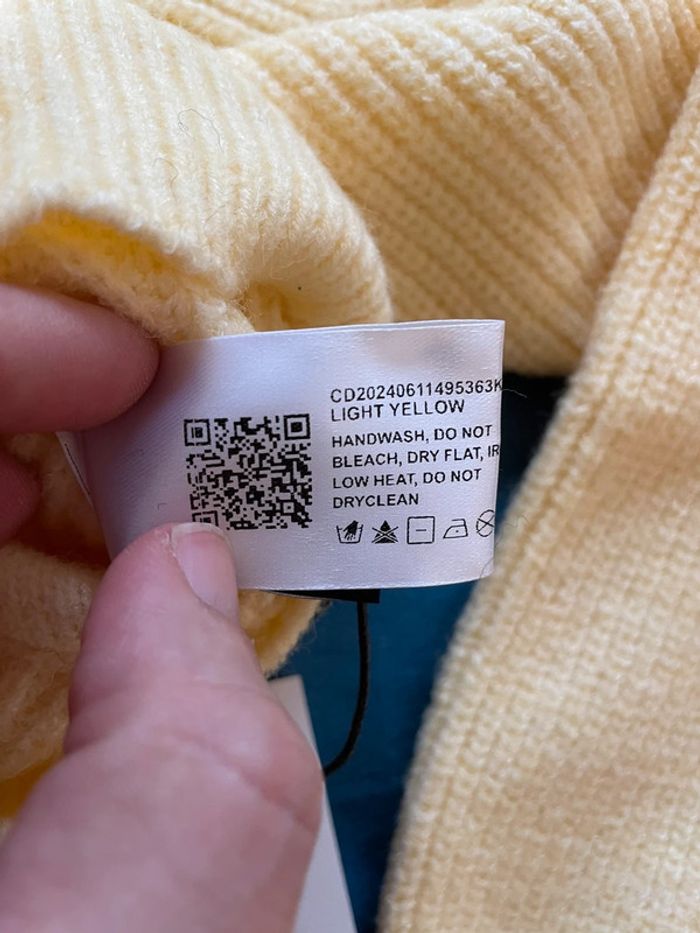 CD20240611495363K
LIGHT YELLOW
HANDWASH, DO NOT
BLEACH, DRY FLAT,
LOW HEAT, DO NOT
DRYCLEAN